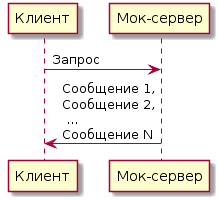 Клиент
Мок-сервер
Запрос
Сообщение 1,
Сообщение 2,
...
Сообщение N
Клиент
Мок-сервер